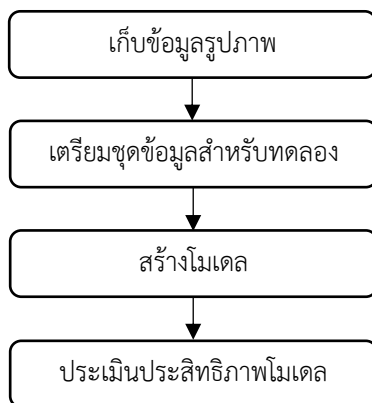 เก็บข้อมูลรูปภาพ
เตรียมชุดข้อมูลสำหรับทดลอง
สร้างโมเดล
ประเมินประสิทธิภาพโมเดล